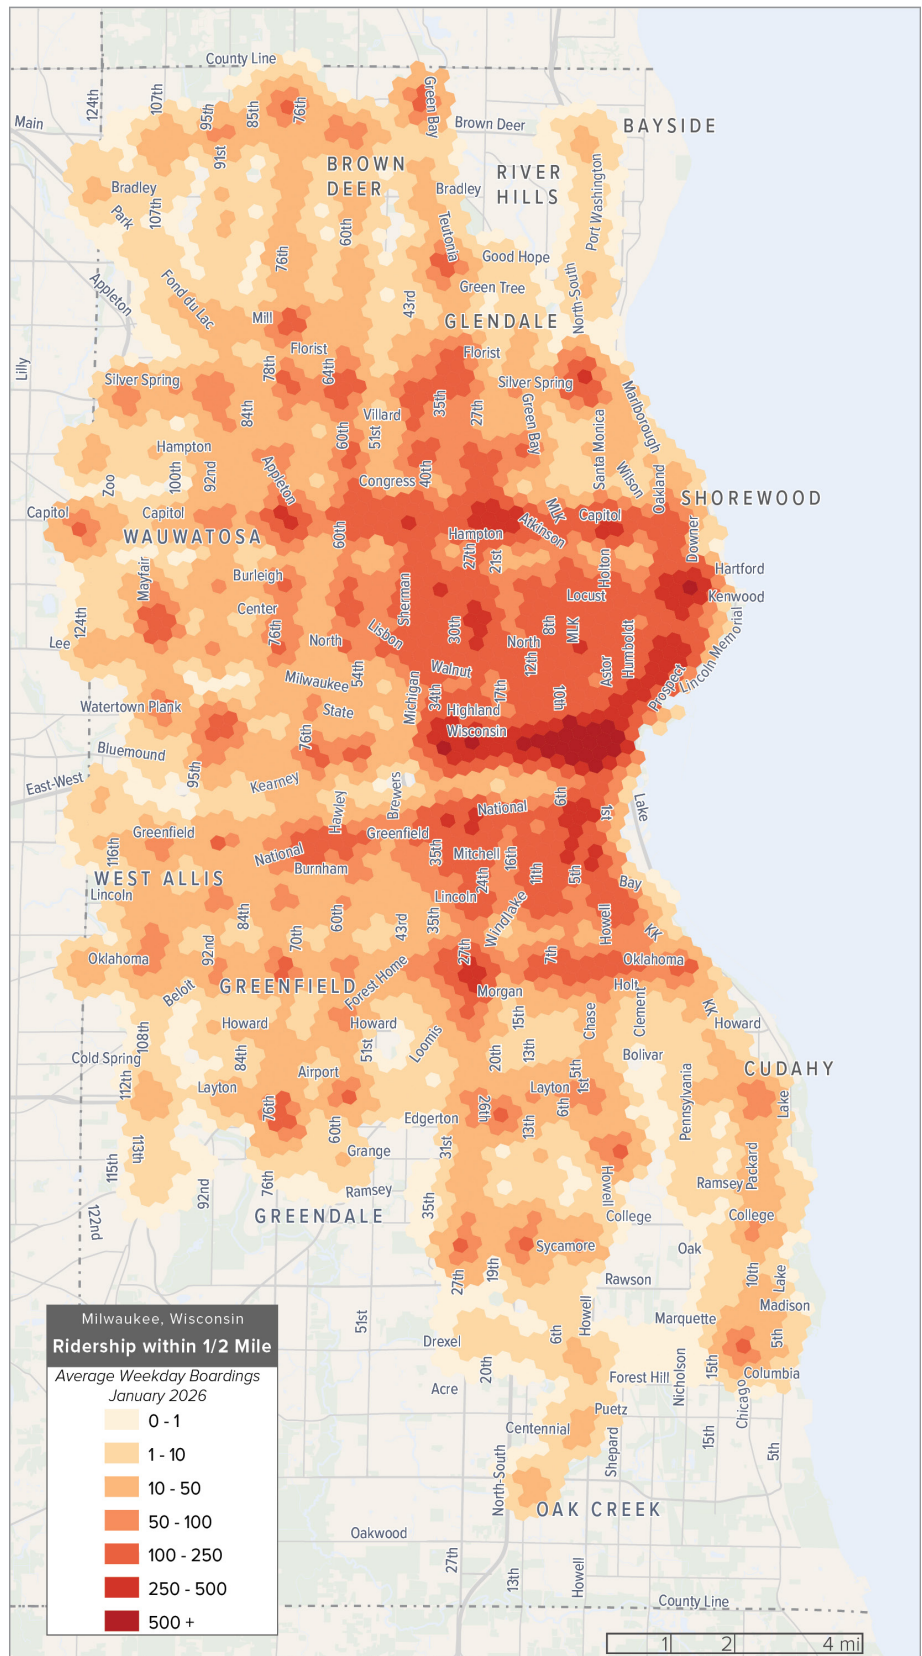 County Line
124th
107th
95th
85th
76th
Green Bay
Main
Brown Deer
BAYSIDE
91st
BROWN
DEER
RIVER
HILLS
Bradley
Bradley
Park
107th
60th
Teutonia
Port Washington
76th
Good Hope
Appleton
Fond du Lac
43rd
Green Tree
North-South
Mill
GLENDALE
Florist
Florist
Lilly
78th
64th
Silver Spring
Silver Spring
84th
Villard
35th
27th
Green Bay
Marlborough
60th
51st
Santa Monica
Hampton
Zoo
100th
92nd
Appleton
Congress
40th
Wilson
Oakland
SHOREWOOD
Capitol
Capitol
MLK
Capitol
Atkinson
WAUWATOSA
60th
Hampton
Downer
27th
21st
Holton
Mayfair
Burleigh
Hartford
Sherman
Locust
Kenwood
124th
Center
76th
30th
8th
MLK
Humboldt
Lincoln Memorial
Lee
North
Lisbon
North
12th
Astor
Milwaukee
54th
Walnut
Michigan
34th
17th
10th
Prospect
Watertown Plank
State
Highland
76th
Wisconsin
Bluemound
95th
East-West
Kearney
Hawley
Brewers
6th
1st
Lake
National
Greenfield
Greenfield
116th
National
35th
Mitchell
16th
Burnham
11th
5th
24th
WEST ALLIS
Bay
Lincoln
Lincoln
84th
60th
43rd
35th
Windlake
Howell
KK
92nd
70th
27th
7th
Oklahoma
Oklahoma
Beloit
GREENFIELD
Forest Home
Morgan
Holt
Clement
KK
Howard
Howard
15th
Chase
Howard
108th
Cold Spring
84th
51st
Loomis
20th
13th
Bolivar
CUDAHY
112th
Layton
Airport
Layton
5th
1st
Pennsylvania
Lake
76th
60th
Edgerton
26th
13th
6th
113th
115th
Grange
31st
Packard
76th
92nd
Ramsey
35th
Howell
Ramsey
122nd
GREENDALE
College
College
Sycamore
Oak
27th
19th
Rawson
10th
Lake
Milwaukee, Wisconsin
Ridership within 1/2 Mile
51st
Drexel
6th
Howell
Marquette
Madison
5th
Average Weekday Boardings
January 2026
20th
Acre
Forest Hill
Nicholson
15th
Columbia
Chicago
0 - 1
1 - 10
10 - 50
50 - 100
100 - 250
250 - 500
500 +
Centennial
Puetz
Shepard
15th
5th
North-South
OAK CREEK
Oakwood
27th
13th
Howell
County Line
1 2 4 mi